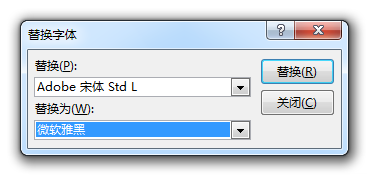 替换字体
替换(P):
Adobe 宋体 Std L
替换(R)
替换为(W):
关闭(C)
微软雅黑